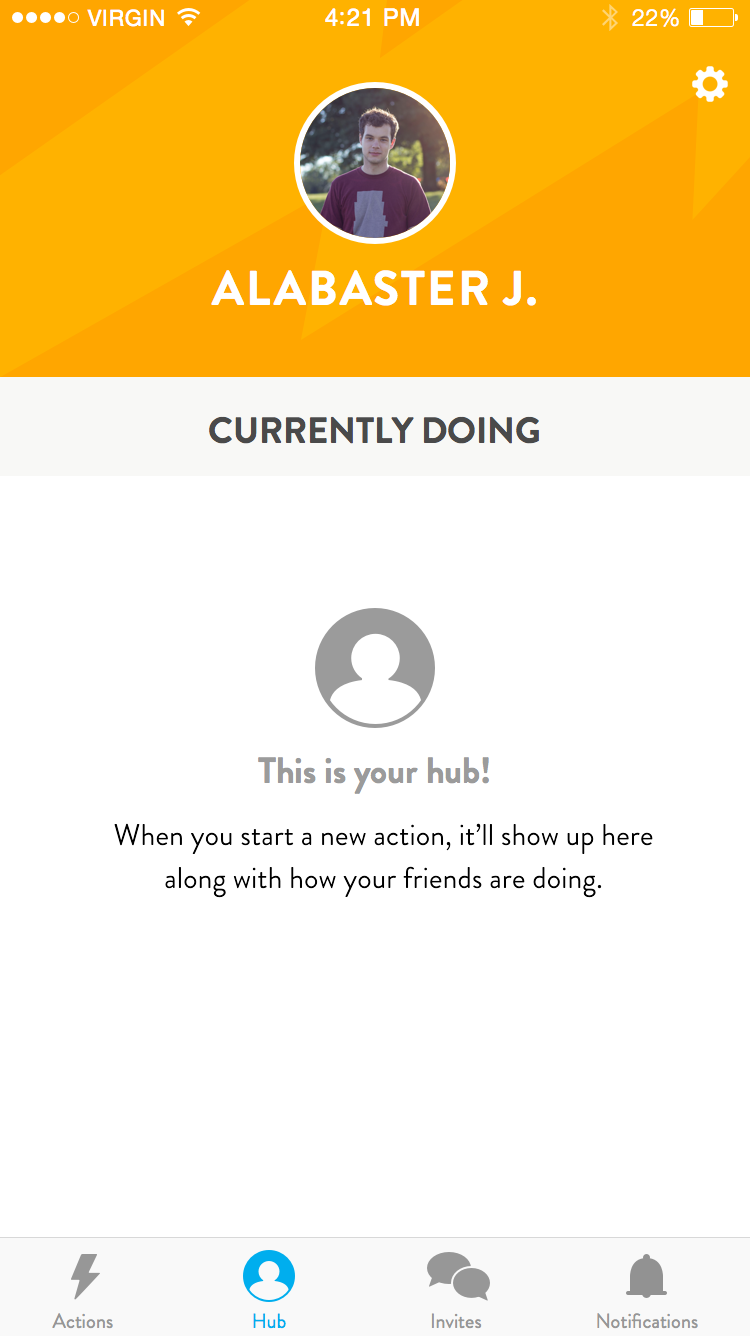 VIRGIN 4:21 PM 22%
ALABASTER J.
CURRENTLY DOING
This is your hub!
When you start a new action, it’ll show up here
along with how your friends are doing.
Actions Hub Invites Notifications